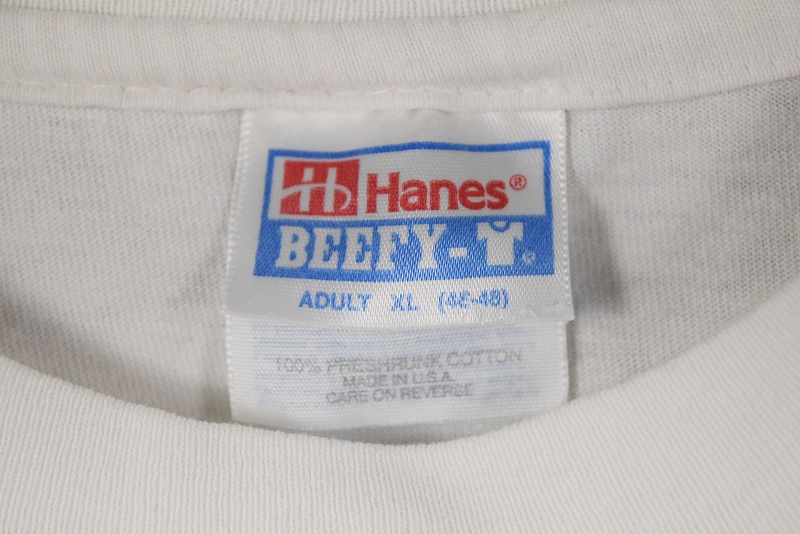 Hanes®
BEEFY-T®
ADULT XL (46-48)
100% PRESHRUNK COTTON
MADE IN U.S.A.
CARE ON REVERSE